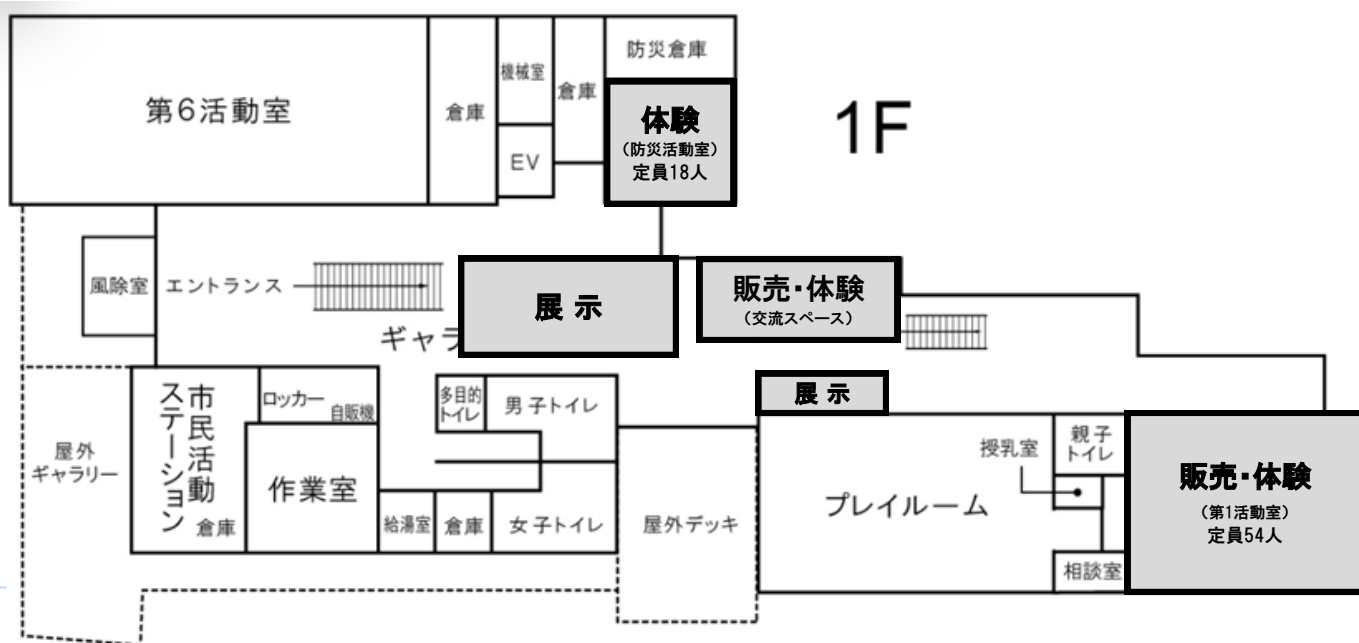 防災倉庫
機械室
倉庫
倉庫
第6活動室
EV
体験
（防災活動室）
定員18人
1F
風除室
エントランス
展 示
販売・体験
（交流スペース）
ギャラ
展 示
市民活動
ステーション
倉庫
ロッカー
自販機
作業室
多目的
トイレ
男子トイレ
給湯室
倉庫
女子トイレ
屋外
ギャラリー
屋外デッキ
プレイルーム
授乳室
親子
トイレ
相談室
販売・体験
（第1活動室）
定員54人